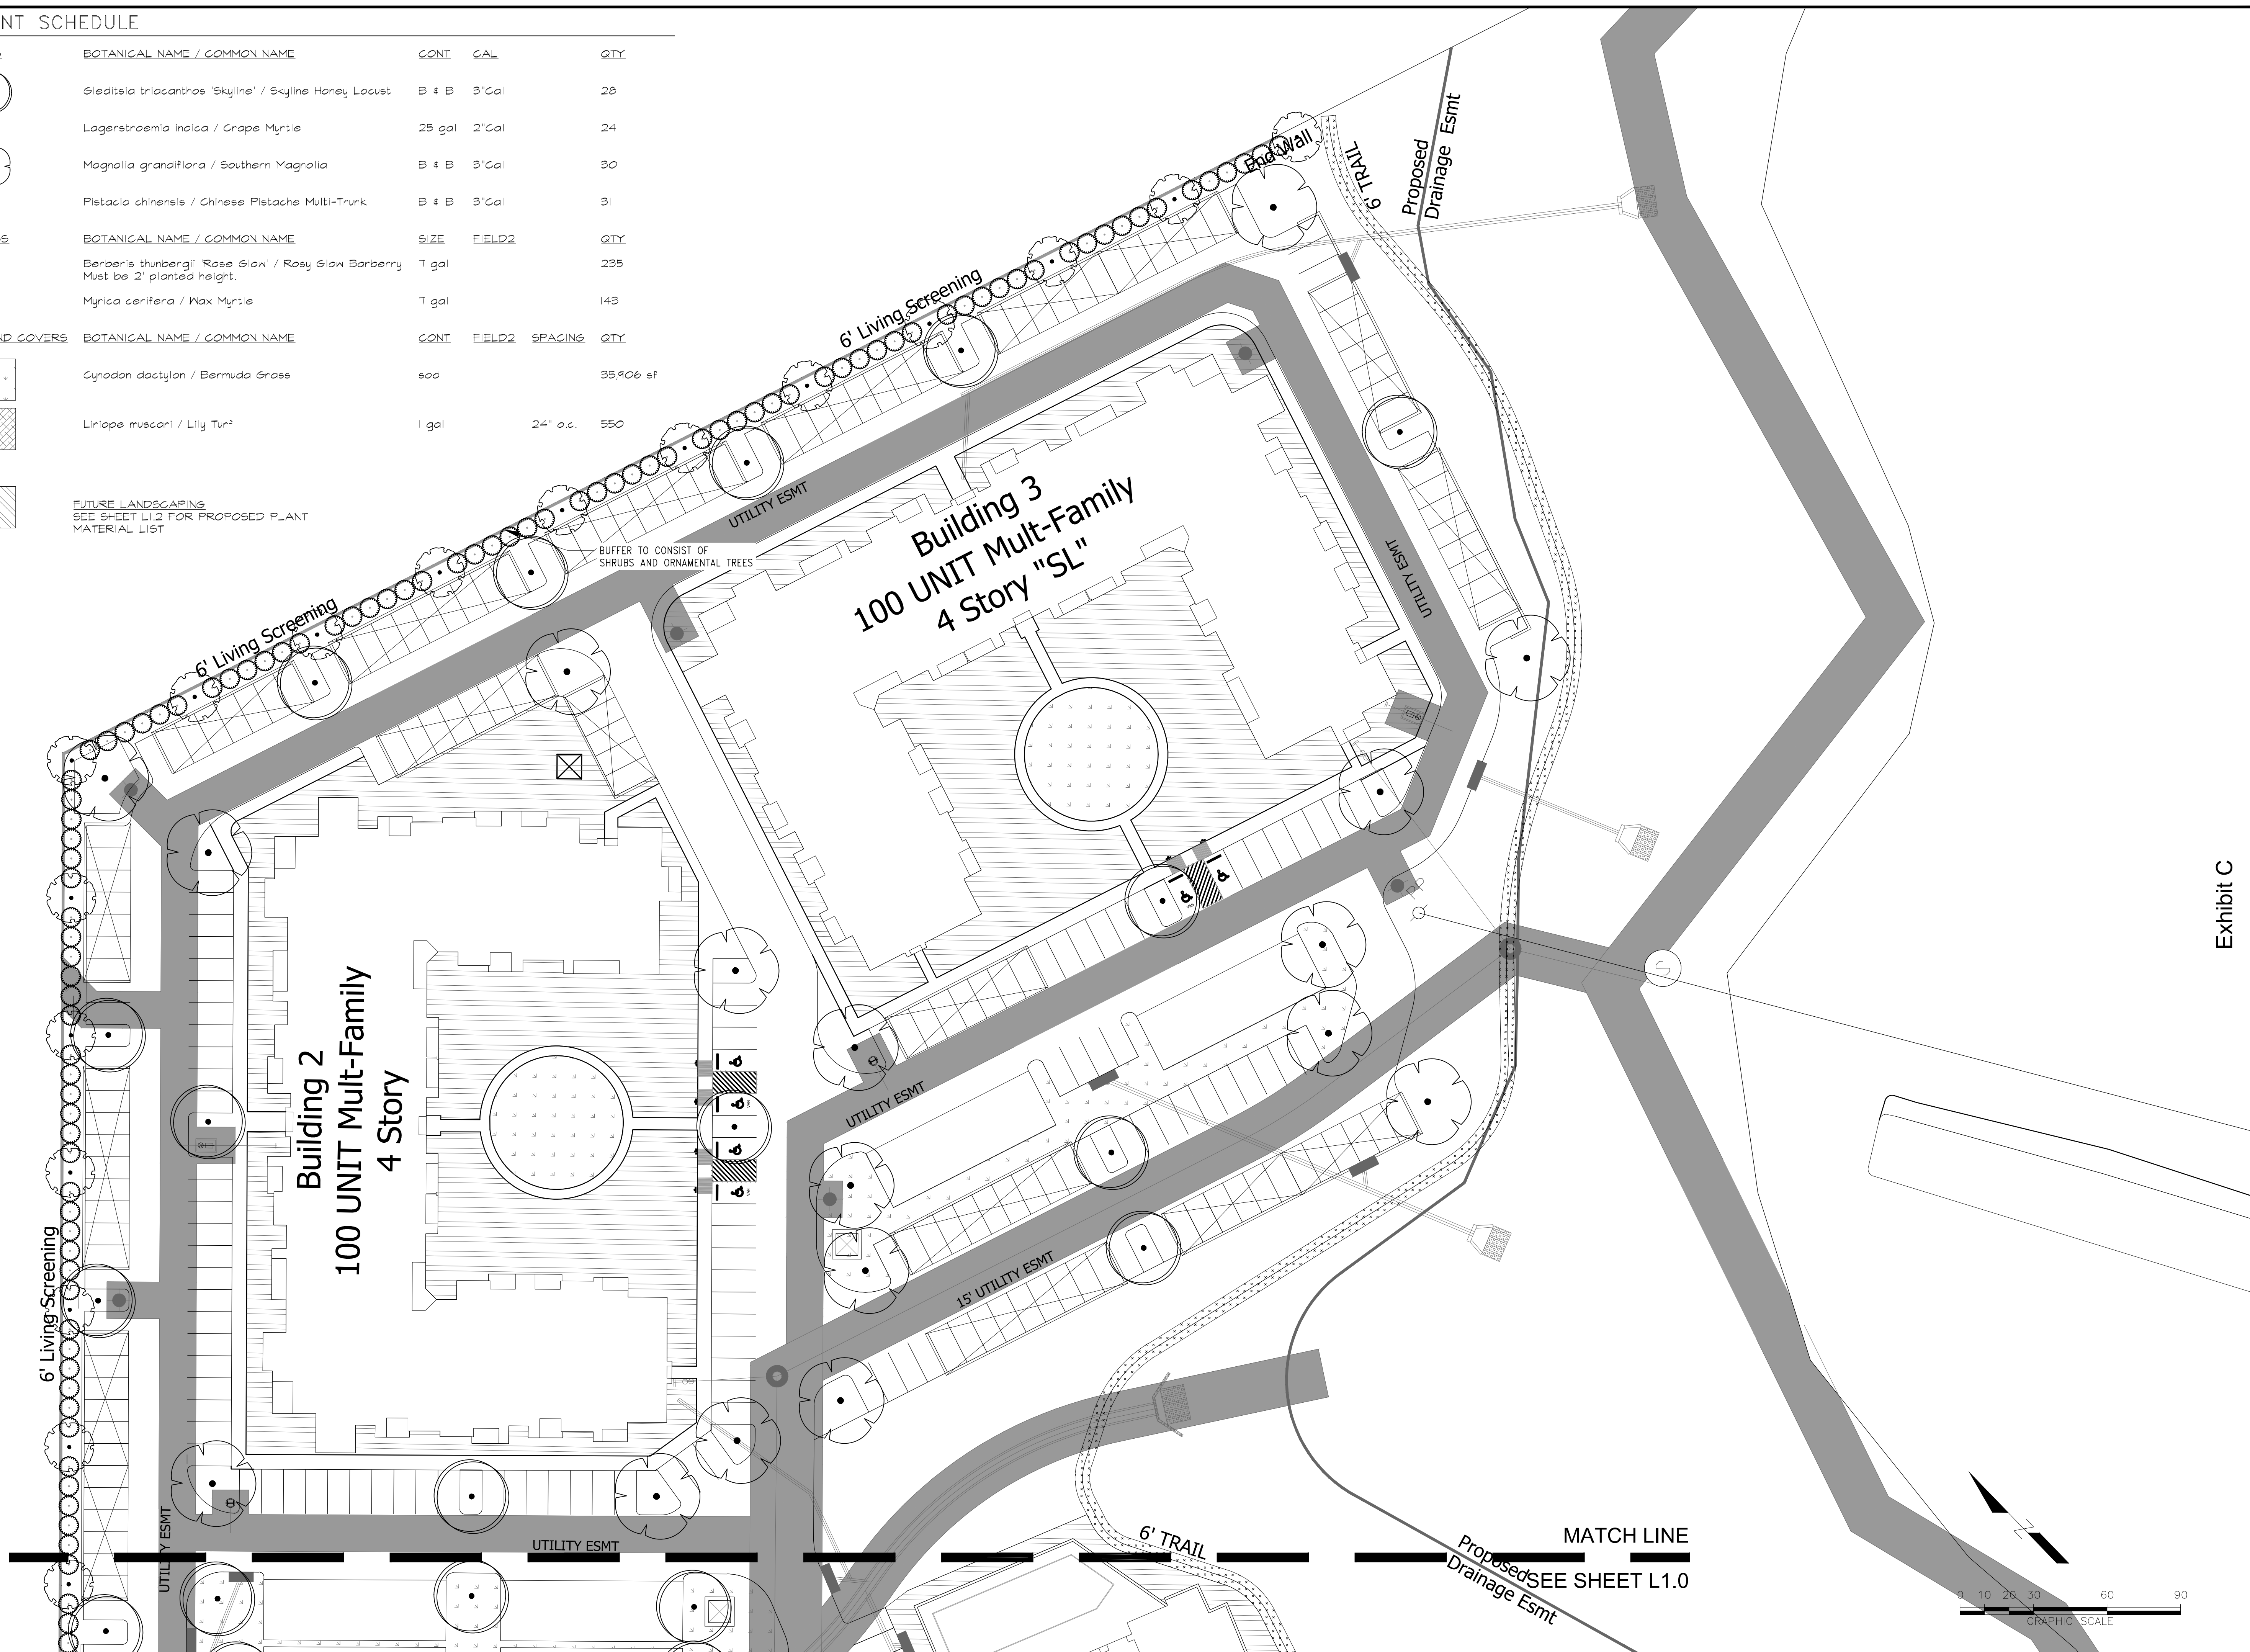 NT SCHEDULE
BOTANICAL NAME / COMMON NAME CONT CAL QTY
Gleditsia triacanthos 'Skyline' / Skyline Honey Locust B & B 3"Cal 28
Lagerstroemia indica / Crape Myrtle 25 gal 2"Cal 24
Magnolia grandiflora / Southern Magnolia B & B 3"Cal 30
Pistacia chinensis / Chinese Pistache Multi-Trunk B & B 3"Cal 31
S BOTANICAL NAME / COMMON NAME SIZE FIELD2 QTY
Berberis thunbergii 'Rose Glow' / Rosy Glow Barberry 7 gal 235
Must be 2' planted height.
Myrica cerifera / Wax Myrtle 7 gal 143
ND COVERS BOTANICAL NAME / COMMON NAME CONT FIELD2 SPACING QTY
Cynodon dactylon / Bermuda Grass sod 35,906 sf
Liriope muscari / Lily Turf 1 gal 24" o.c. 550
FUTURE LANDSCAPING
SEE SHEET L1.2 FOR PROPOSED PLANT
MATERIAL LIST
End Wall
6' TRAIL
Proposed
Drainage Esmt
6' Living Screening
UTILITY ESMT
BUFFER TO CONSIST OF
SHRUBS AND ORNAMENTAL TREES
Building 3
100 UNIT Mult-Family
4 Story "SL"
UTILITY ESMT
6' Living Screening
Exhibit C
S
Building 2
100 UNIT Mult-Family
4 Story
UTILITY ESMT
15' UTILITY ESMT
6' Living Screening
UTILITY ESMT
UTILITY ESMT
6' TRAIL
Proposed
Drainage Esmt
MATCH LINE
SEE SHEET L1.0
0 10 20 30 60 90
GRAPHIC SCALE